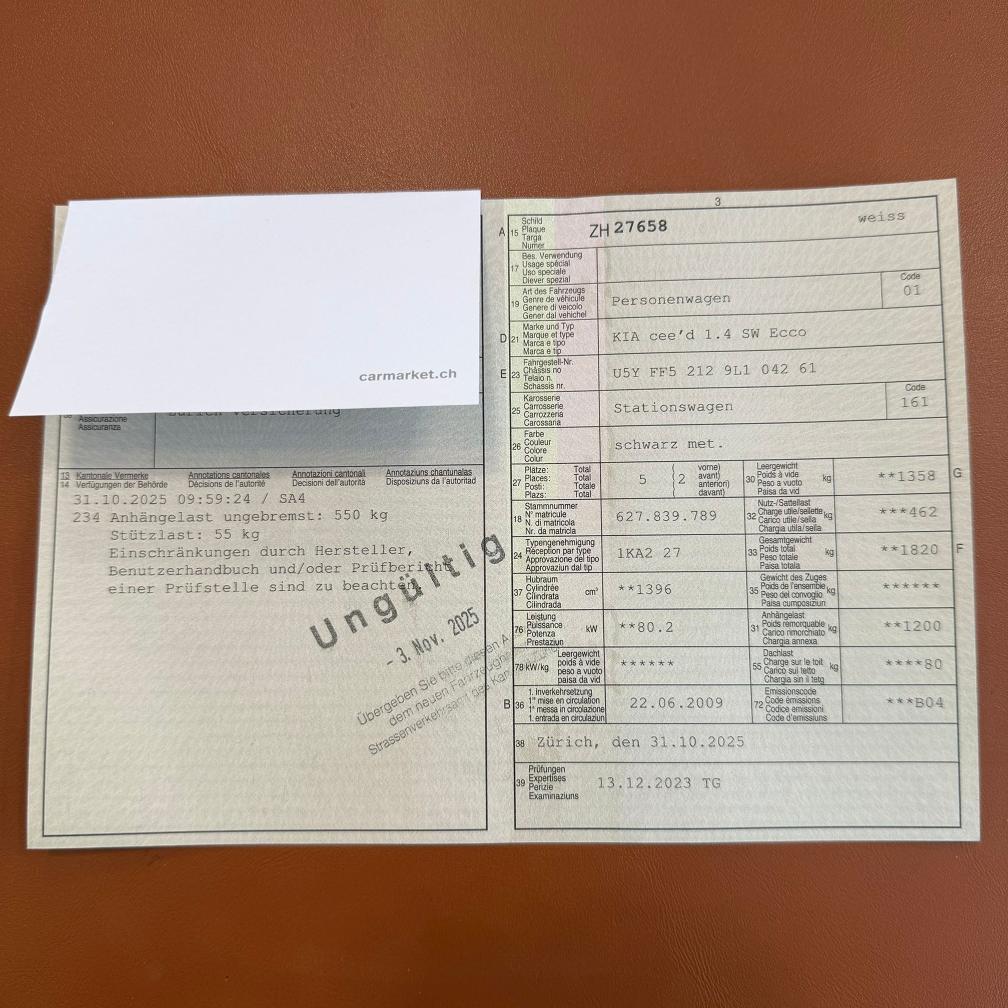 carmarket.ch
Assicurazione
Assicuranza
Zürich Versicherung
13 Kantonale Vermerke Annotations cantonales Annotazioni cantonali Annotaziuns chantunalas
14 Verfügungen der Behörde Décisions de l'autorité Decisioni dell'autorità Disposiziuns da l'autoritad
31.10.2025 09:59:24 / SA4
234 Anhängelast ungebremst: 550 kg
Stützlast: 55 kg
Einschränkungen durch Hersteller,
Benutzerhandbuch und/oder Prüfbericht
einer Prüfstelle sind zu beachten.
Ungültig
- 3. Nov. 2025
Übergeben Sie bitte diesen
dem neuen
Strassenverkehrsamt des
3
A 15 Schild
Plaque
Targa
Numer
ZH 27658 weiss
17 Bes. Verwendung
Usage spécial
Uso speciale
Diever spezial
19 Art des Fahrzeugs
Genre de véhicule
Genere di veicolo
Gener dal vehichel
Personenwagen
Code
01
D 21 Marke und Typ
Marque et type
Marca e tipo
Marca e tip
KIA cee'd 1.4 SW Ecco
E 23 Fahrgestell-Nr.
Châssis no
Telaio n.
Schassis nr.
U5Y FF5 212 9L1 042 61
25 Karosserie
Carrosserie
Carrozzeria
Carossaria
Stationswagen
Code
161
26 Farbe
Couleur
Colore
Colur
schwarz met.
27 Plätze: Total
Places: Total
Posti: Totale
Plazs: Total
5 { 2 vorne)
avant)
anteriori)
davant)
30 Leergewicht
Poids à vide
Peso a vuoto
Paisa da vid
kg
**1358 G
18 Stammnummer
N° matricule
N. di matricola
Nr. da matricla
627.839.789
32 Nutz-/Sattellast
Charge utile/sellette
Carico utile/sella
Chargia utila/sella
kg
***462
24 Typengenehmigung
Réception par type
Approvazione del tipo
Approvaziun dal tip
1KA2 27
33 Gesamtgewicht
Poids total
Peso totale
Paisa totala
kg
**1820 F
37 Hubraum
Cylindrée
Cilindrata
Cilindrada
cm³
**1396
35 Gewicht des Zuges
Poids de l'ensemble
Peso del convoglio
Paisa cumposiziun
kg
******
76 Leistung
Puissance
Potenza
Prestaziun
kW
**80.2
31 Anhängelast
Poids remorquable
Carico rimorchiato
Chargia annexa
kg
**1200
78 kW/kg Leergewicht
poids à vide
peso a vuoto
paisa da vid
******
55 Dachlast
Charge sur le toit
Carico sul tetto
Chargia sin il tetg
kg
****80
B 36 1. Inverkehrsetzung
1re mise en circulation
1a messa in circolazione
1. entrada en circulaziun
22.06.2009
72 Emissionscode
Code émissions
Codice emissioni
Code d'emissiuns
***B04
38 Zürich, den 31.10.2025
39 Prüfungen
Expertises
Perizie
Examinaziuns
13.12.2023 TG